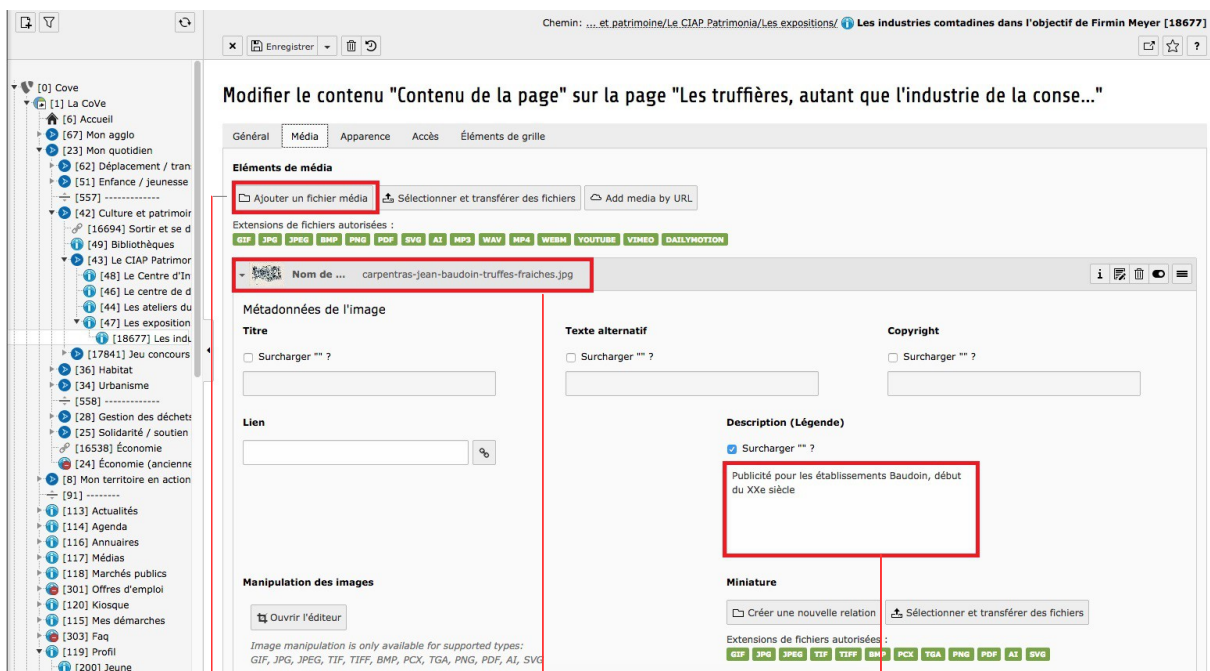 Chemin: ... et patrimoine/Le CIAP Patrimonia/Les expositions/ Les industries comtadines dans l'objectif de Firmin Meyer [18677]
Enregistrer
[0] Cove
[1] La CoVe
[6] Accueil
[67] Mon agglo
[23] Mon quotidien
[62] Déplacement / tran
[51] Enfance / jeunesse
[557] -------------
[42] Culture et patrimoir
[16694] Sortir et se d
[49] Bibliothèques
[43] Le CIAP Patrimor
[48] Le Centre d'In
[46] Le centre de d
[44] Les ateliers du
[47] Les exposition
[18677] Les indu
[17841] Jeu concours
[36] Habitat
[34] Urbanisme
[558] -------------
[28] Gestion des déchets
[25] Solidarité / soutien
[16538] Économie
[24] Économie (ancienne
[8] Mon territoire en action
[91] --------
[113] Actualités
[114] Agenda
[116] Annuaires
[117] Médias
[118] Marchés publics
[301] Offres d'emploi
[120] Kiosque
[115] Mes démarches
[303] Faq
[119] Profil
[200] Jeune
Modifier le contenu "Contenu de la page" sur la page "Les truffières, autant que l'industrie de la conse..."
Général Média Apparence Accès Éléments de grille
Eléments de média
Ajouter un fichier média Sélectionner et transférer des fichiers Add media by URL
Extensions de fichiers autorisées :
GIF JPG JPEG BMP PNG PDF SVG AI MP3 WAV MP4 WEBM YOUTUBE VIMEO DAILYMOTION
Nom de ... carpentras-jean-baudoin-truffes-fraiches.jpg
Métadonnées de l'image
Titre Texte alternatif Copyright
Surcharger "" ? Surcharger "" ? Surcharger "" ?
Lien Description (Légende)
Surcharger "" ?
Publicité pour les établissements Baudoin, début
du XXe siècle
Manipulation des images Miniature
Ouvrir l'éditeur Créer une nouvelle relation Sélectionner et transférer des fichiers
Image manipulation is only available for supported types:
GIF, JPG, JPEG, TIF, TIFF, BMP, PCX, TGA, PNG, PDF, AI, SVG
Extensions de fichiers autorisées :
GIF JPG JPEG TIF TIFF BMP PCX TGA PNG PDF AI SVG